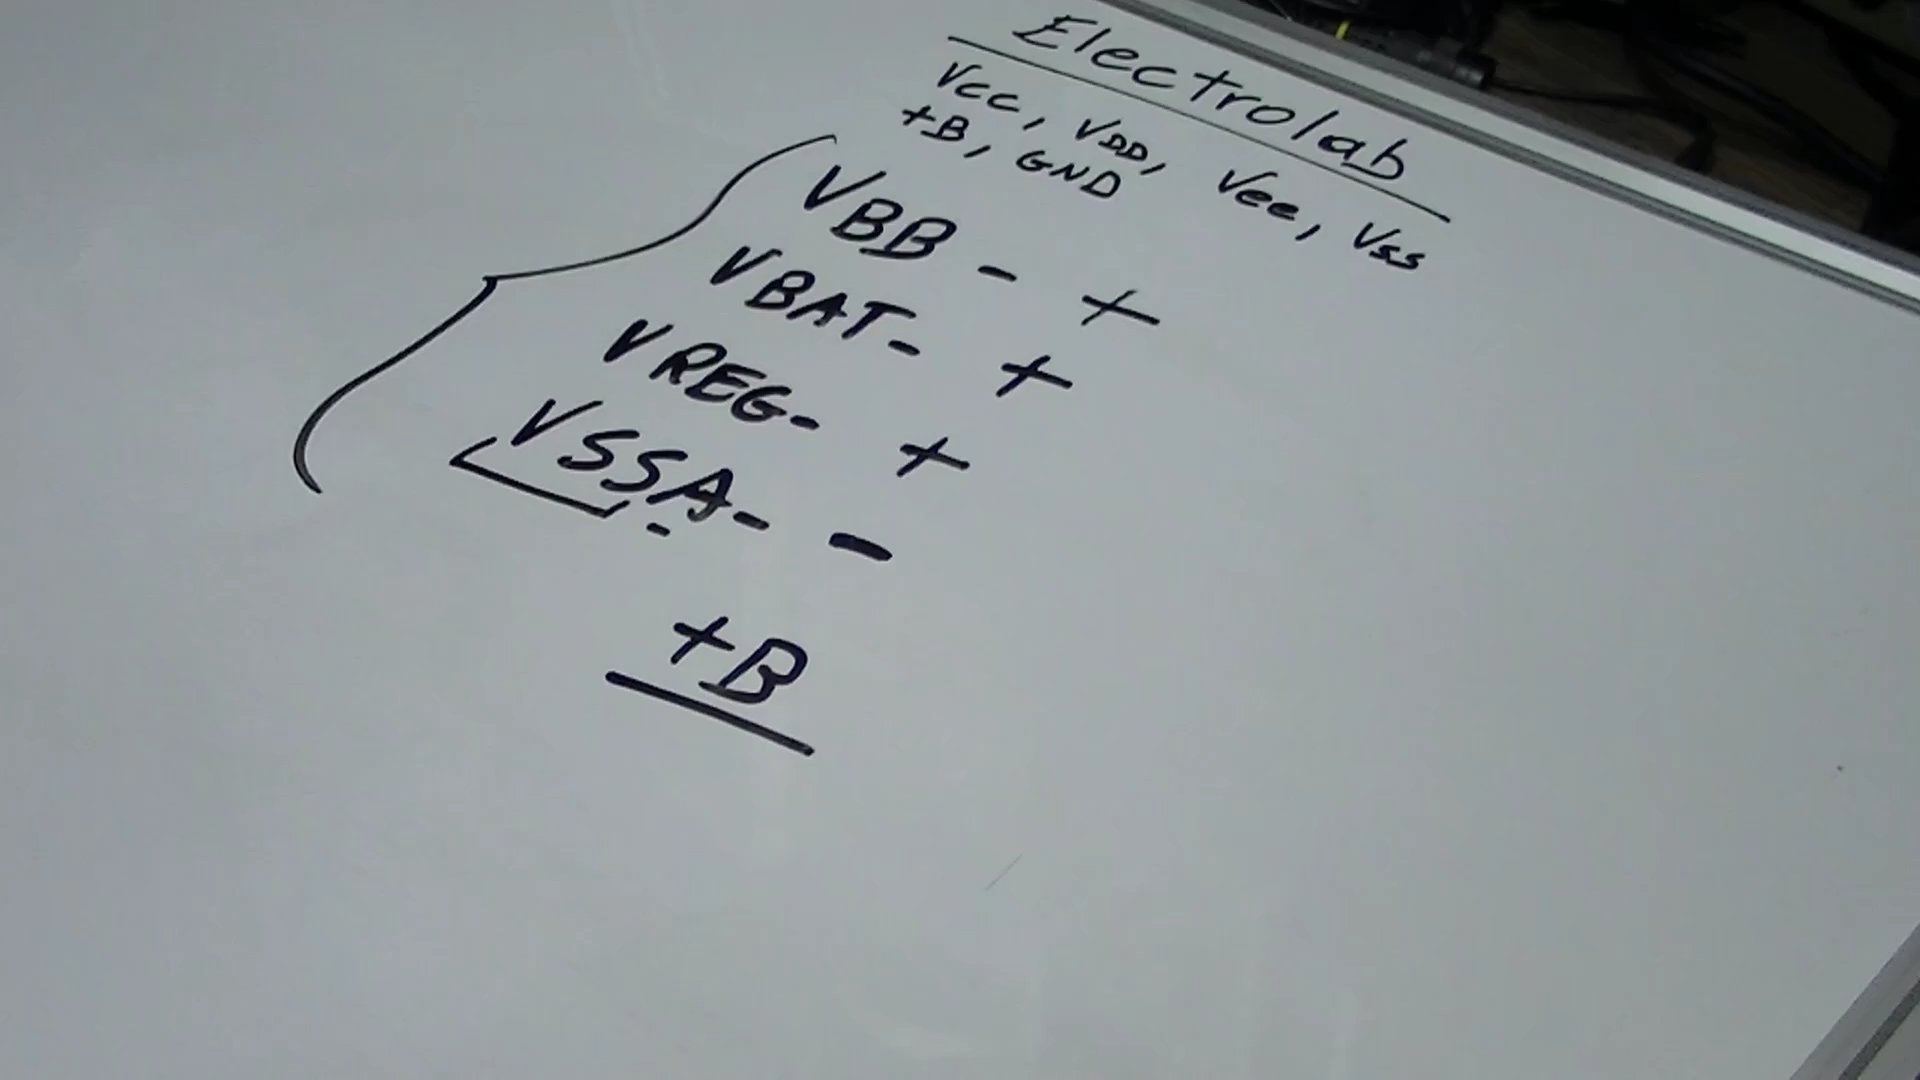 Electrolab
Vcc, VDD, Vee, Vss
+B, GND
VBB - +
VBAT - +
VREG - +
VSSA - -
+B